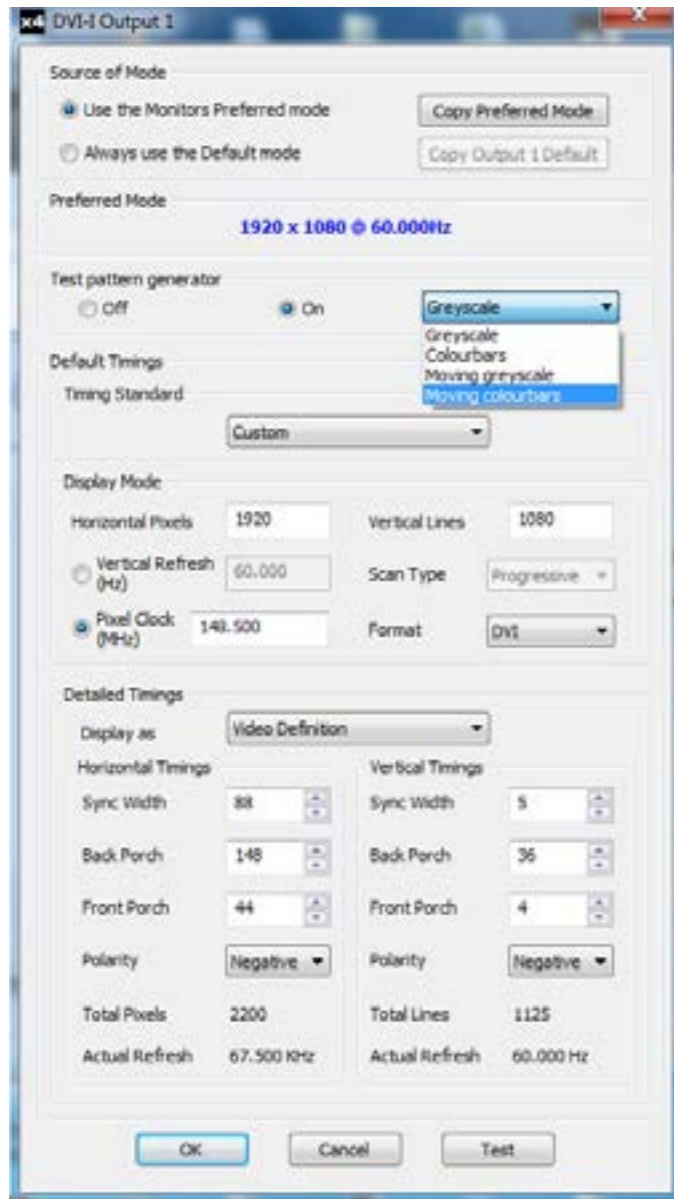 x4 DVI-I Output 1
x
Source of Mode
Use the Monitors Preferred mode
Copy Preferred Mode
Always use the Default mode
Copy Output 1 Default
Preferred Mode
1920 x 1080 @ 60.000Hz
Test pattern generator
Off
On
Greyscale
Greyscale
Colourbars
Moving greyscale
Moving colourbars
Default Timings
Timing Standard
Custom
Display Mode
Horizontal Pixels 1920 Vertical Lines 1080
Vertical Refresh (Hz) 60.000 Scan Type Progressive
Pixel Clock (MHz) 148.500 Format DVI
Detailed Timings
Display as Video Definition
Horizontal Timings Vertical Timings
Sync Width 88 Sync Width 5
Back Porch 148 Back Porch 36
Front Porch 44 Front Porch 4
Polarity Negative Polarity Negative
Total Pixels 2200 Total Lines 1125
Actual Refresh 67.500 KHz Actual Refresh 60.000 Hz
OK Cancel Test